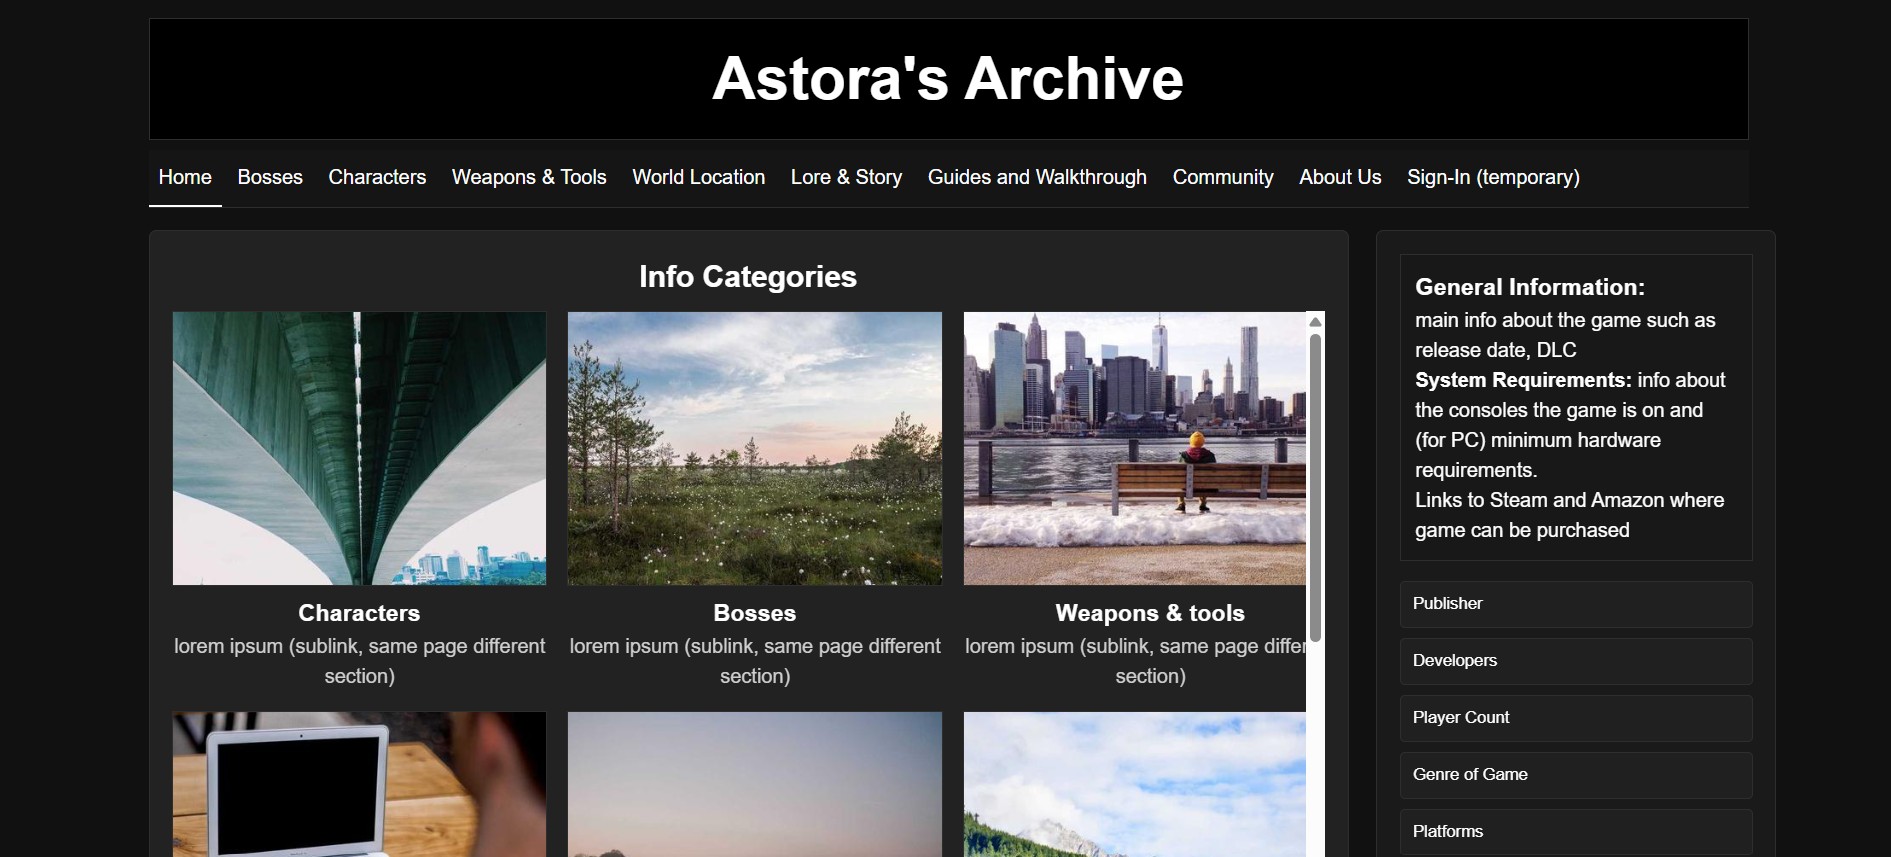 Astora's Archive
Home Bosses Characters Weapons & Tools World Location Lore & Story Guides and Walkthrough Community About Us Sign-In (temporary)
Info Categories
Characters
lorem ipsum (sublink, same page different
section)
Bosses
lorem ipsum (sublink, same page different
section)
Weapons & tools
lorem ipsum (sublink, same page
section)
General Information:
main info about the game such as
release date, DLC
System Requirements: info about
the consoles the game is on and
(for PC) minimum hardware
requirements.
Links to Steam and Amazon where
game can be purchased
Publisher
Developers
Player Count
Genre of Game
Platforms